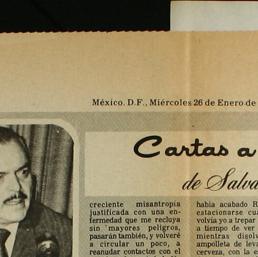 México. D.F., Miércoles 26 de Enero de
Cartas a
de Salva
creciente misantropía
justificada con una en-
fermedad que me recluya
sin mayores peligros,
pasarán también, y volveré
a circular un poco, a
reanudar contactos con el
había acabado R
estacionarse cua
volvía yo a trepar
a tiempo de ver
mientras disol
ampolleta de leva
cerveza, con la e